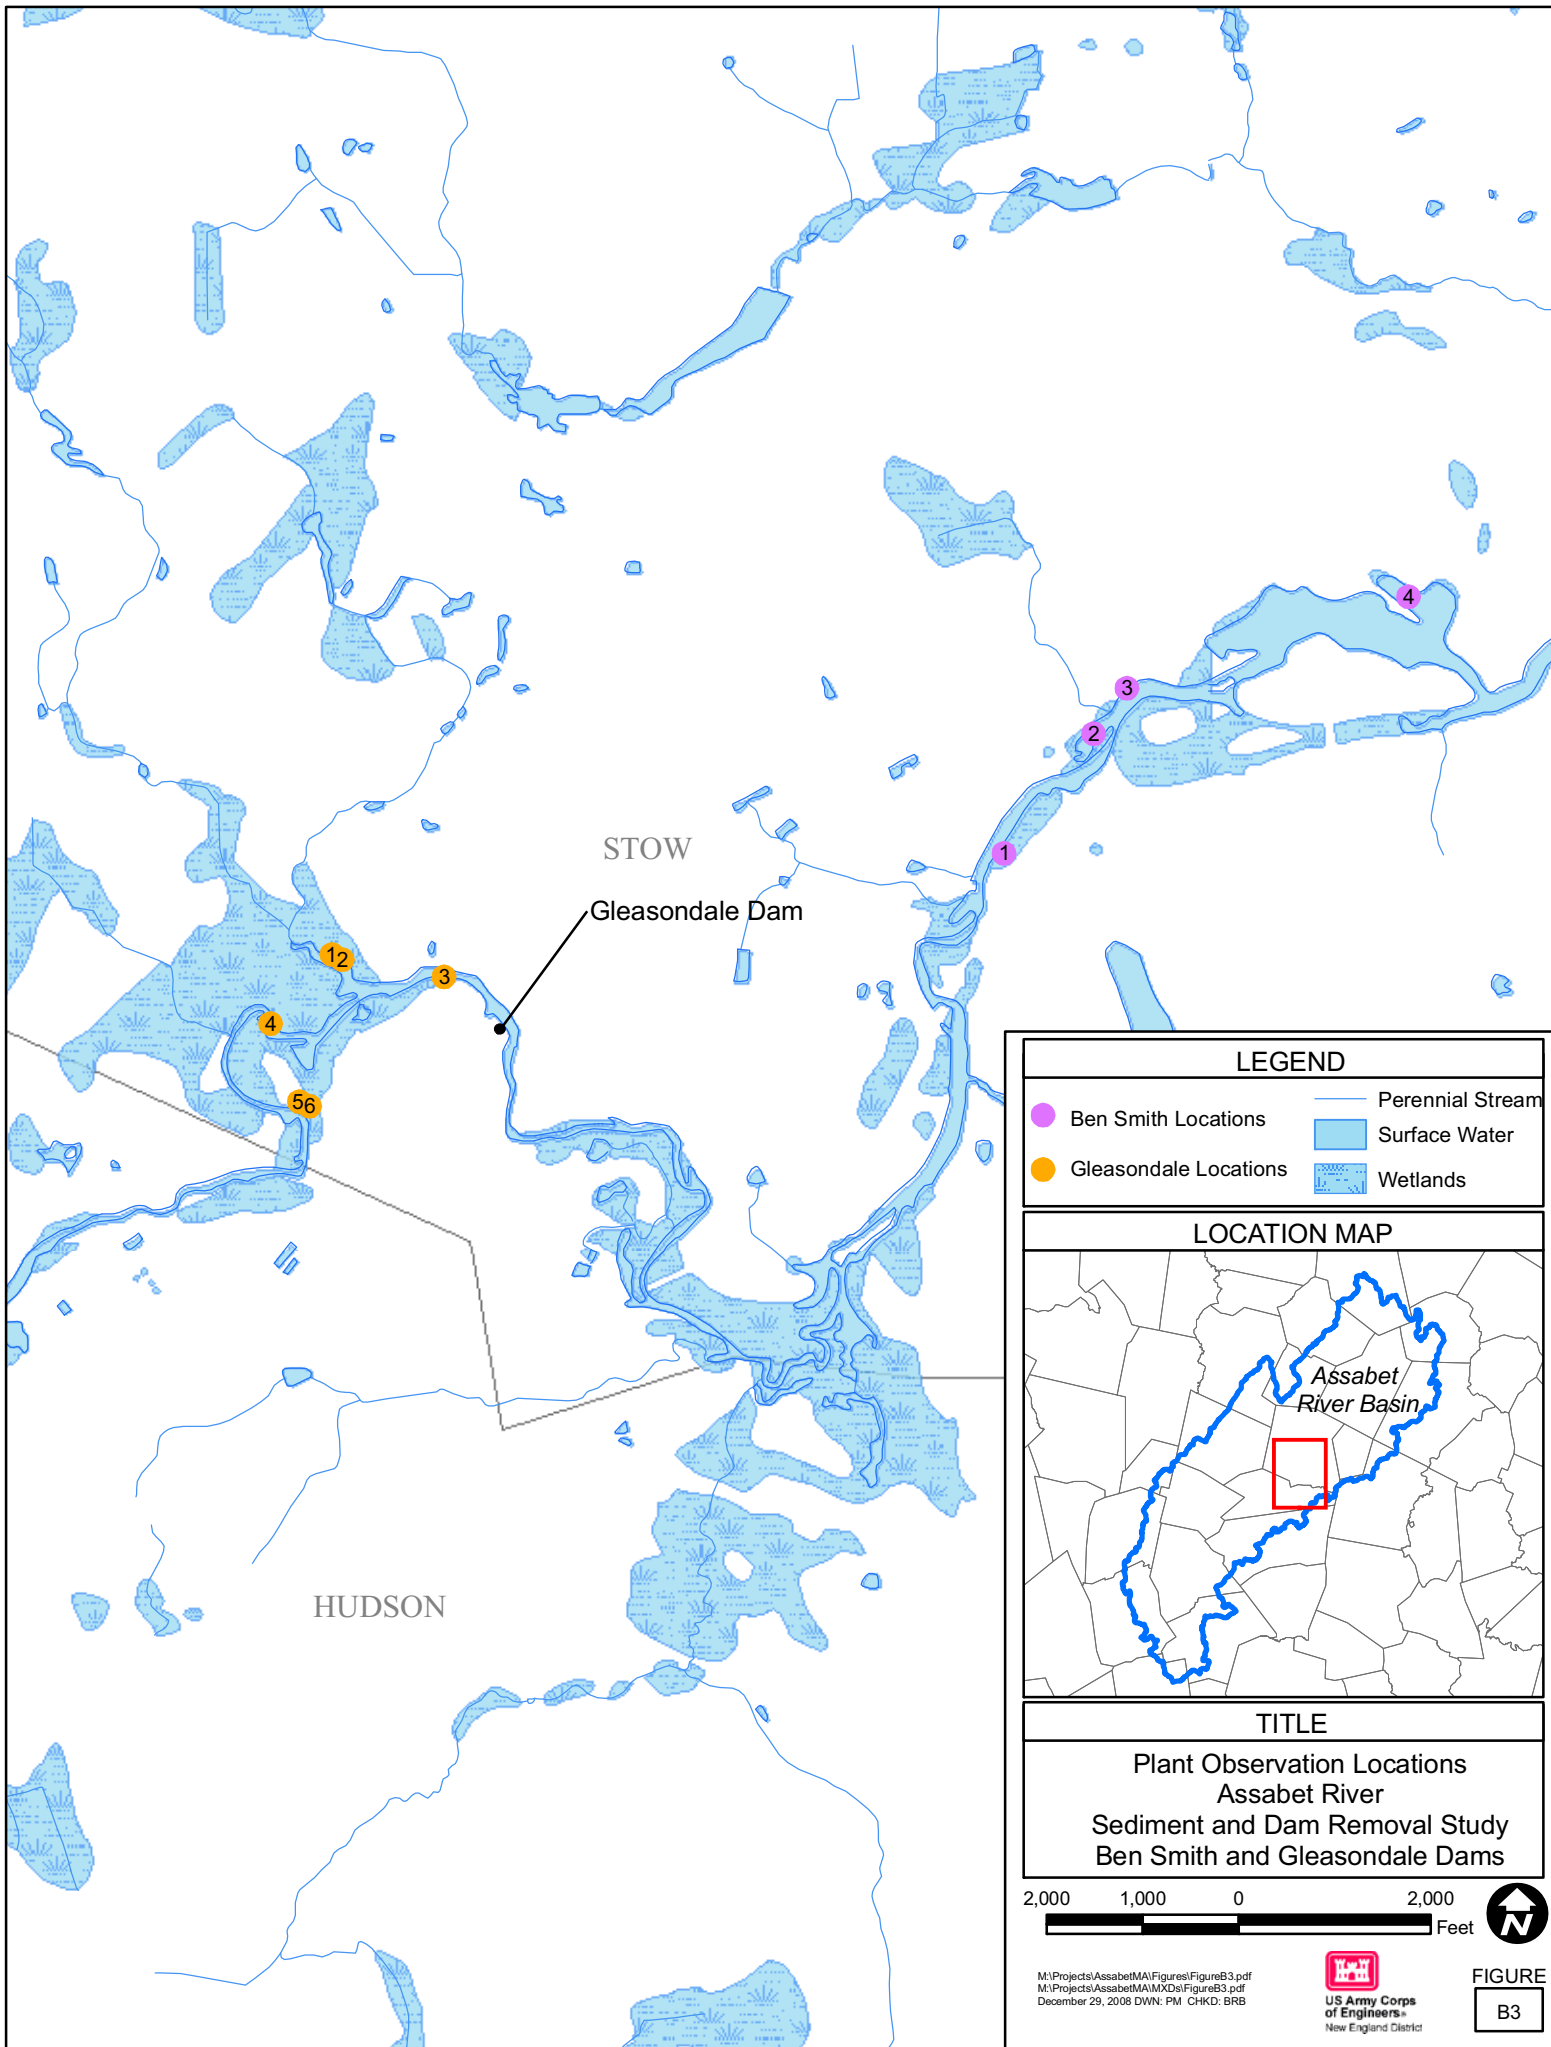 4
3
2
1
STOW
Gleasondale Dam
1
2
3
4
5
6
HUDSON
LEGEND
Ben Smith Locations
Gleasondale Locations
Perennial Stream
Surface Water
Wetlands
LOCATION MAP
Assabet
River Basin
TITLE
Plant Observation Locations
Assabet River
Sediment and Dam Removal Study
Ben Smith and Gleasondale Dams
2,000 1,000 0 2,000
Feet
N
M:\Projects\AssabetMA\Figures\FigureB3.pdf
M:\Projects\AssabetMA\MXDs\FigureB3.pdf
December 29, 2008 DWN: PM CHKD: BRB
US Army Corps
of Engineers®
New England District
FIGURE
B3